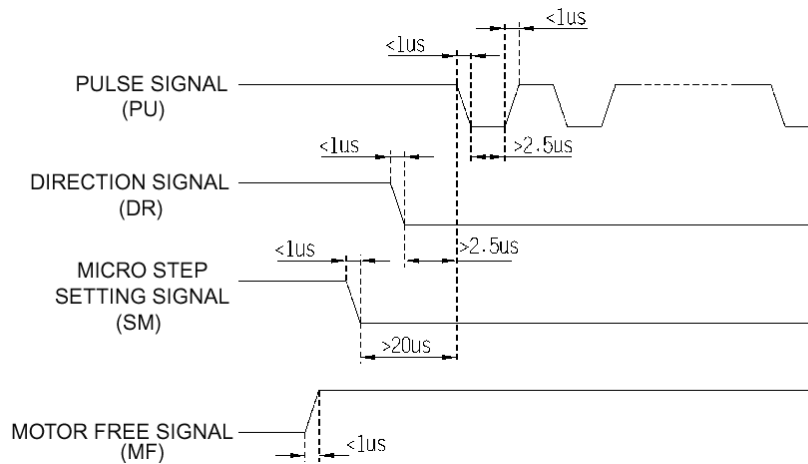 <1us
<1us
PULSE SIGNAL
(PU)
<1us
>2.5us
DIRECTION SIGNAL
(DR)
<1us
>2.5us
MICRO STEP
SETTING SIGNAL
(SM)
>20us
MOTOR FREE SIGNAL
(MF)
<1us